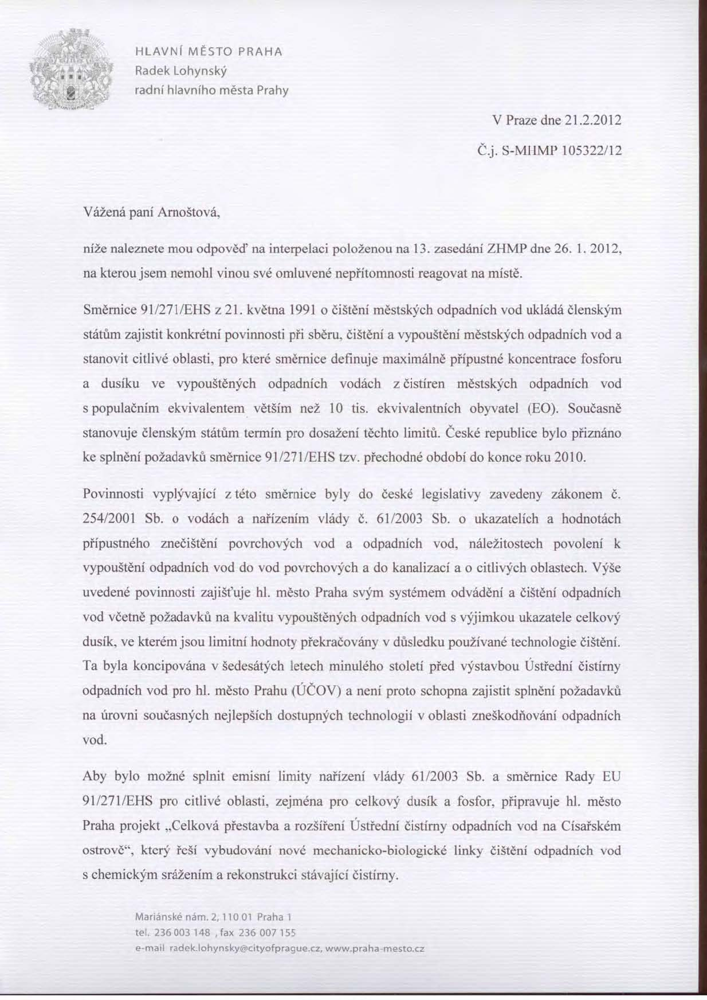 HLAVNÍ MĚSTO PRAHA
Radek Lohynský
radní hlavního města Prahy
V Praze dne 21.2.2012
Č.j. S-MHMP 105322/12
Vážená paní Arnoštová,
níže naleznete mou odpověď na interpelaci položenou na 13. zasedání ZHMP dne 26. 1. 2012,
na kterou jsem nemohl vinou své omluvené nepřítomnosti reagovat na místě.
Směrnice 91/271/EHS z 21. května 1991 o čištění městských odpadních vod ukládá členským
státům zajistit konkrétní povinnosti při sběru, čištění a vypouštění městských odpadních vod a
stanovit citlivé oblasti, pro které směrnice definuje maximálně přípustné koncentrace fosforu
a dusíku ve vypouštěných odpadních vodách z čistíren městských odpadních vod
s populačním ekvivalentem větším než 10 tis. ekvivalentních obyvatel (EO). Současně
stanovuje členským státům termín pro dosažení těchto limitů. České republice bylo přiznáno
ke splnění požadavků směrnice 91/271/EHS tzv. přechodné období do konce roku 2010.
Povinnosti vyplývající z této směrnice byly do české legislativy zavedeny zákonem č.
254/2001 Sb. o vodách a nařízením vlády č. 61/2003 Sb. o ukazatelích a hodnotách
přípustného znečištění povrchových vod a odpadních vod, náležitostech povolení k
vypouštění odpadních vod do vod povrchových a do kanalizací a o citlivých oblastech. Výše
uvedené povinnosti zajišťuje hl. město Praha svým systémem odvádění a čištění odpadních
vod včetně požadavků na kvalitu vypouštěných odpadních vod s výjimkou ukazatele celkový
dusík, ve kterém jsou limitní hodnoty překračovány v důsledku používané technologie čištění.
Ta byla koncipována v šedesátých letech minulého století před výstavbou Ústřední čistírny
odpadních vod pro hl. město Prahu (ÚČOV) a není proto schopna zajistit splnění požadavků
na úrovni současných nejlepších dostupných technologií v oblasti zneškodňování odpadních
vod.
Aby bylo možné splnit emisní limity nařízení vlády 61/2003 Sb. a směrnice Rady EU
91/271/EHS pro citlivé oblasti, zejména pro celkový dusík a fosfor, připravuje hl. město
Praha projekt „Celková přestavba a rozšíření Ústřední čistírny odpadních vod na Císařském
ostrově“, který řeší vybudování nové mechanicko-biologické linky čištění odpadních vod
s chemickým srážením a rekonstrukci stávající čistírny.
Mariánské nám. 2, 110 01 Praha 1
tel. 236 003 148 , fax 236 007 155
e-mail radek.lohynsky@cityofprague.cz, www.praha-mesto.cz